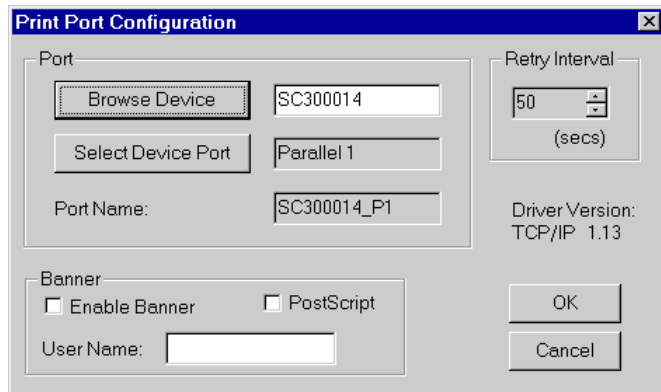 Print Port Configuration
Port
Browse Device SC300014
Select Device Port Parallel 1
Port Name: SC300014_P1
Retry Interval
50
(secs)
Driver Version:
TCP/IP 1.13
Banner
Enable Banner PostScript
User Name:
OK
Cancel